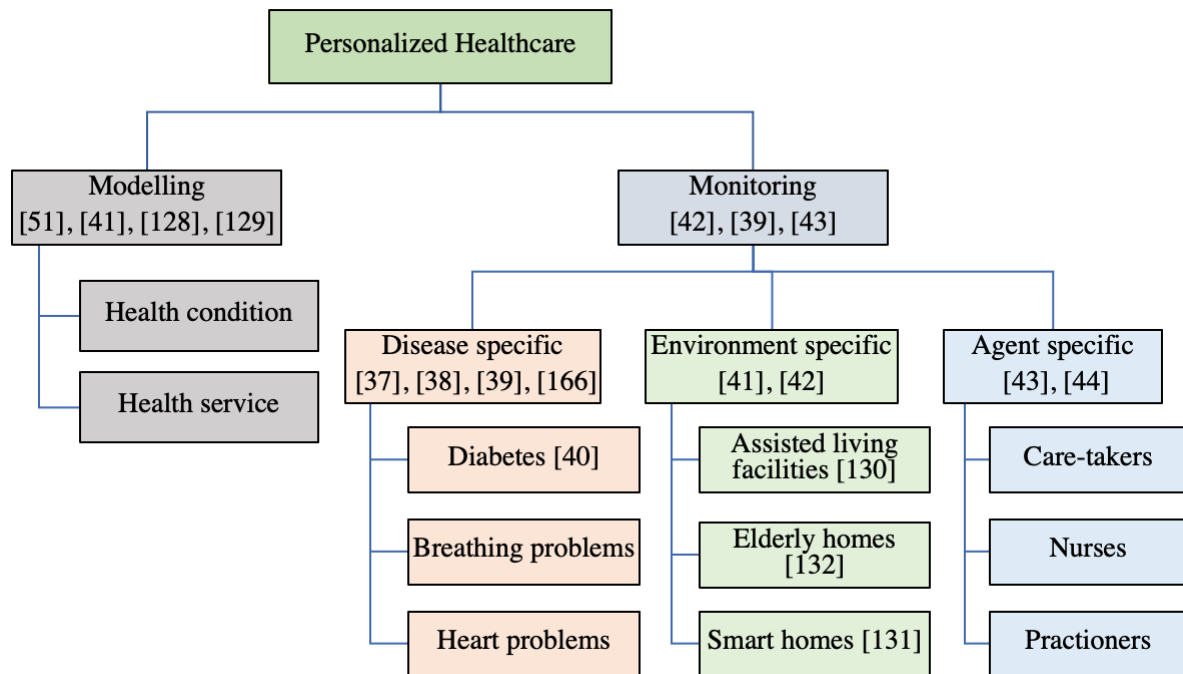 Personalized Healthcare
Modelling
[51], [41], [128], [129]
Monitoring
[42], [39], [43]
Health condition
Health service
Disease specific
[37], [38], [39], [166]
Environment specific
[41], [42]
Agent specific
[43], [44]
Diabetes [40]
Breathing problems
Heart problems
Assisted living
facilities [130]
Elderly homes
[132]
Smart homes [131]
Care-takers
Nurses
Practioners